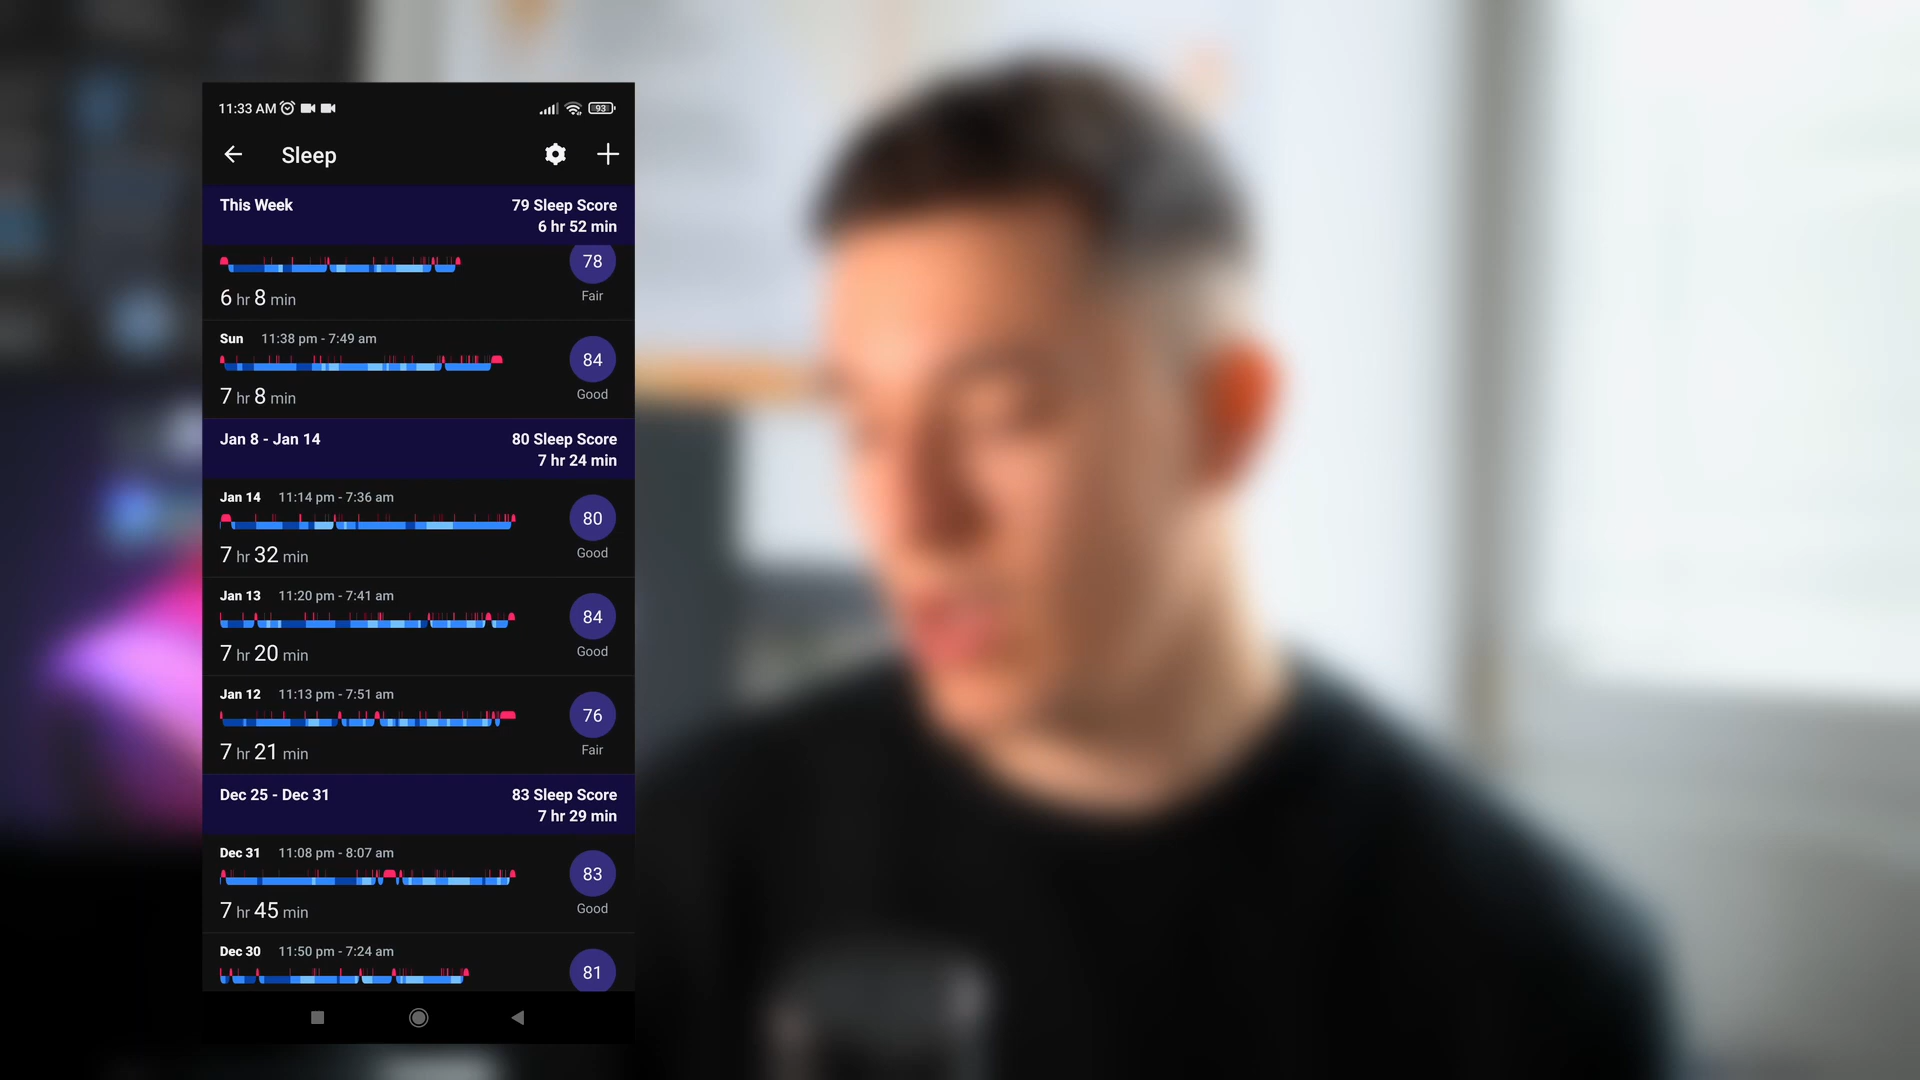 11:33 AM 93
Sleep
This Week 79 Sleep Score
6 hr 52 min
78
Fair
6 hr 8 min
Sun 11:38 pm - 7:49 am
84
Good
7 hr 8 min
Jan 8 - Jan 14 80 Sleep Score
7 hr 24 min
Jan 14 11:14 pm - 7:36 am
80
Good
7 hr 32 min
Jan 13 11:20 pm - 7:41 am
84
Good
7 hr 20 min
Jan 12 11:13 pm - 7:51 am
76
Fair
7 hr 21 min
Dec 25 - Dec 31 83 Sleep Score
7 hr 29 min
Dec 31 11:08 pm - 8:07 am
83
Good
7 hr 45 min
Dec 30 11:50 pm - 7:24 am
81